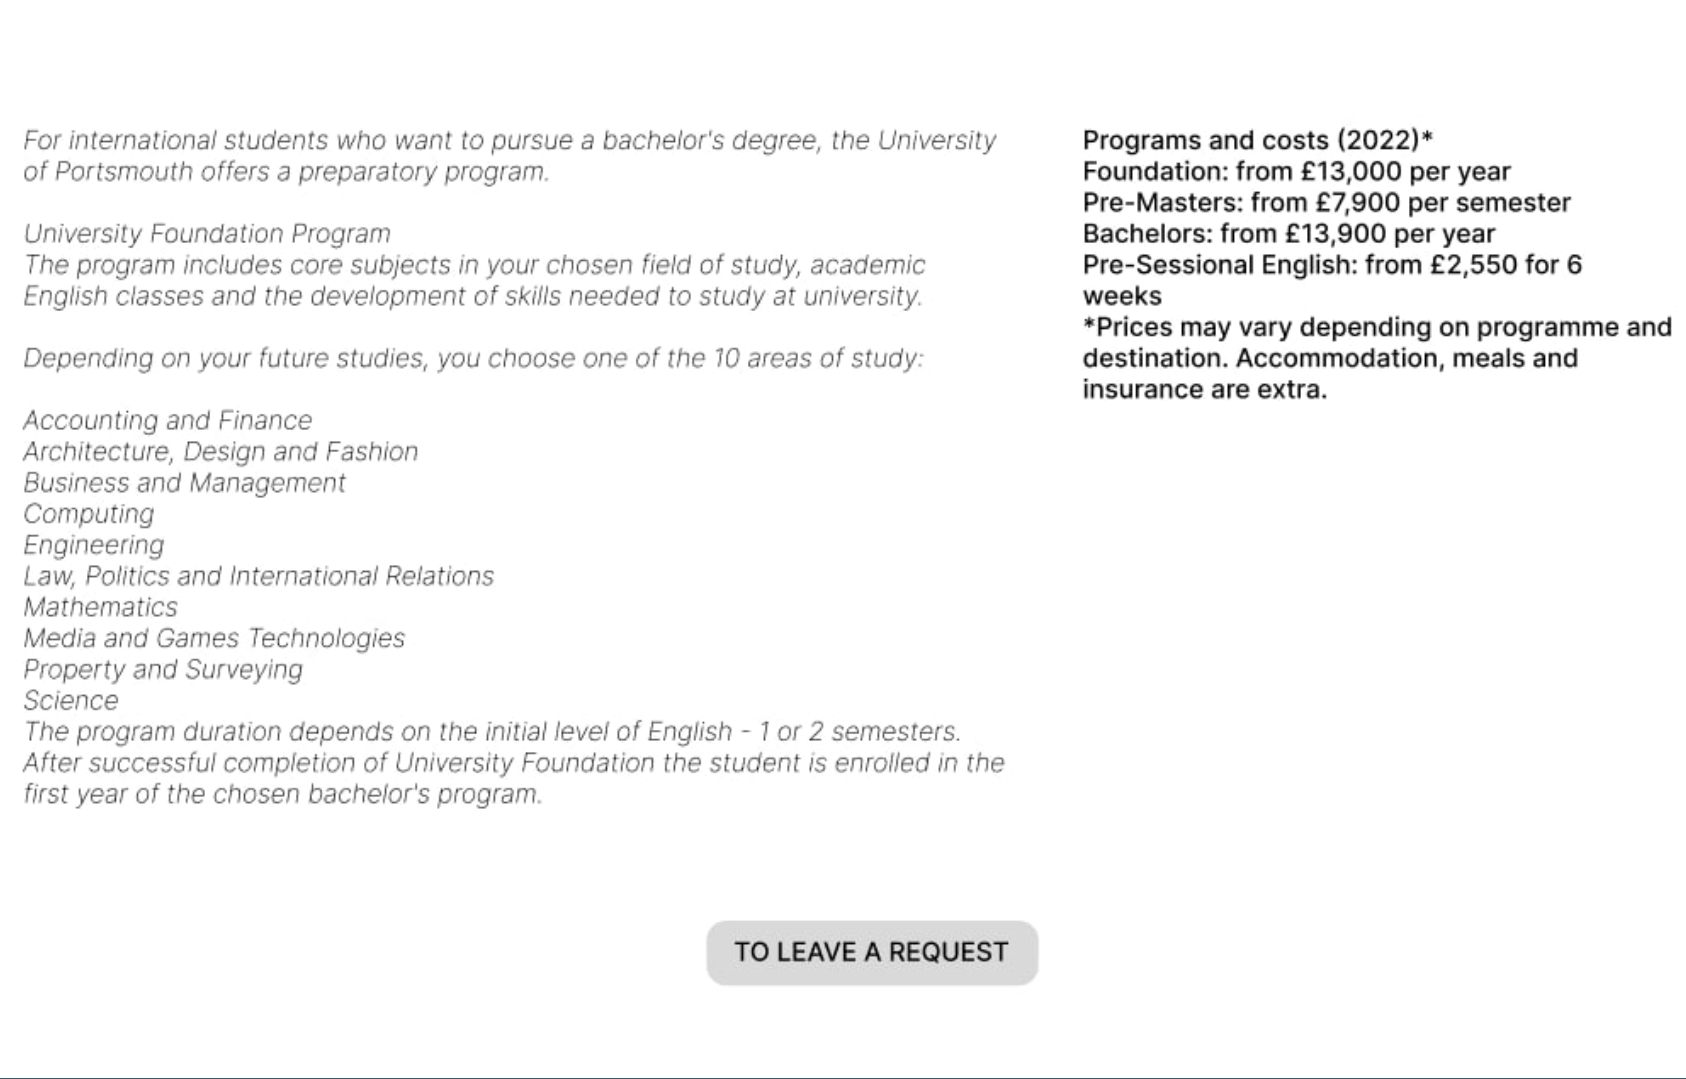 For international students who want to pursue a bachelor's degree, the University
of Portsmouth offers a preparatory program.
University Foundation Program
The program includes core subjects in your chosen field of study, academic
English classes and the development of skills needed to study at university.
Depending on your future studies, you choose one of the 10 areas of study:
Accounting and Finance
Architecture, Design and Fashion
Business and Management
Computing
Engineering
Law, Politics and International Relations
Mathematics
Media and Games Technologies
Property and Surveying
Science
The program duration depends on the initial level of English - 1 or 2 semesters.
After successful completion of University Foundation the student is enrolled in the
first year of the chosen bachelor's program.
Programs and costs (2022)*
Foundation: from £13,000 per year
Pre-Masters: from £7,900 per semester
Bachelors: from £13,900 per year
Pre-Sessional English: from £2,550 for 6
weeks
*Prices may vary depending on programme and
destination. Accommodation, meals and
insurance are extra.
TO LEAVE A REQUEST